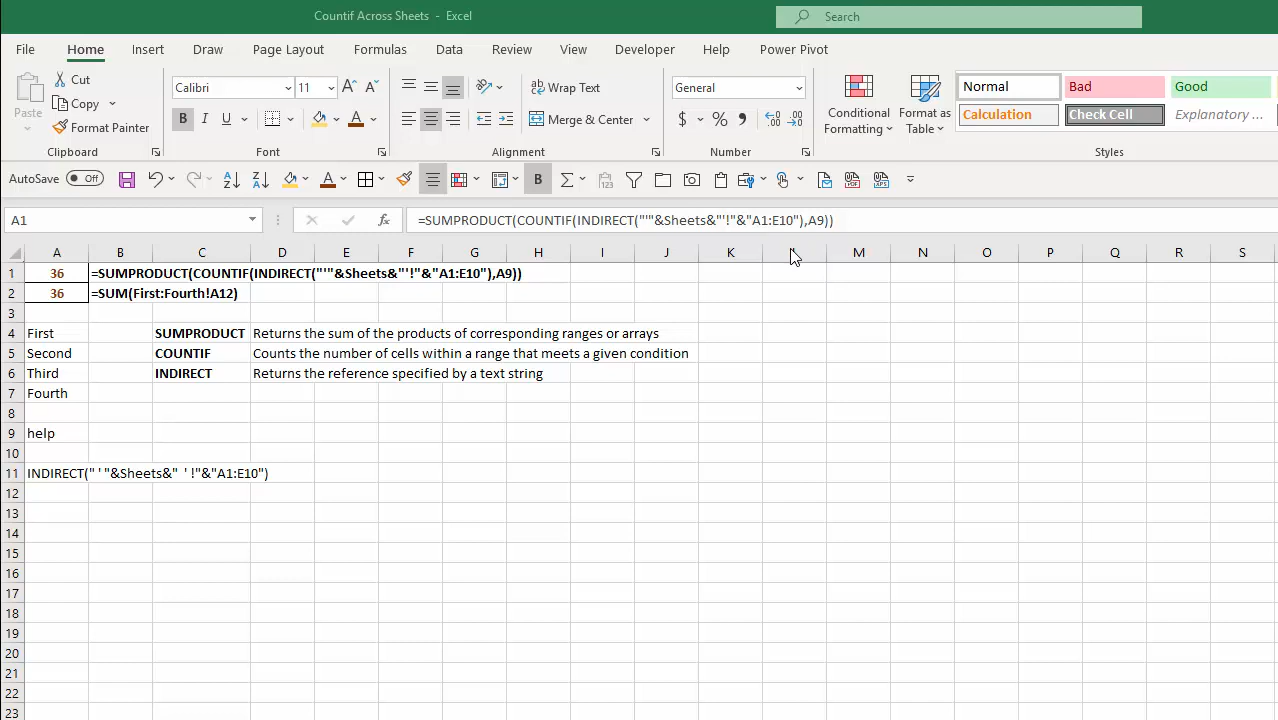 Countif Across Sheets - Excel
Search
File Home Insert Draw Page Layout Formulas Data Review View Developer Help Power Pivot
Paste
Cut
Copy
Format Painter
Clipboard
Calibri 11
B I U
Font
Wrap Text
Merge & Center
Alignment
General
$ % ,
Number
Conditional Formatting
Format as Table
Normal Bad Good
Calculation Check Cell Explanatory ...
Styles
AutoSave Off
A1
fx
=SUMPRODUCT(COUNTIF(INDIRECT("'"&Sheets&"'!"&"A1:E10"),A9))
A B C D E F G H I J K M N O P Q R S
1 36 =SUMPRODUCT(COUNTIF(INDIRECT("'"&Sheets&"'!"&"A1:E10"),A9))
2 36 =SUM(First:Fourth!A12)
3
4 First SUMPRODUCT Returns the sum of the products of corresponding ranges or arrays
5 Second COUNTIF Counts the number of cells within a range that meets a given condition
6 Third INDIRECT Returns the reference specified by a text string
7 Fourth
8
9 help
10
11 INDIRECT(" ' "&Sheets&" ' !"&"A1:E10")
12
13
14
15
16
17
18
19
20
21
22
23